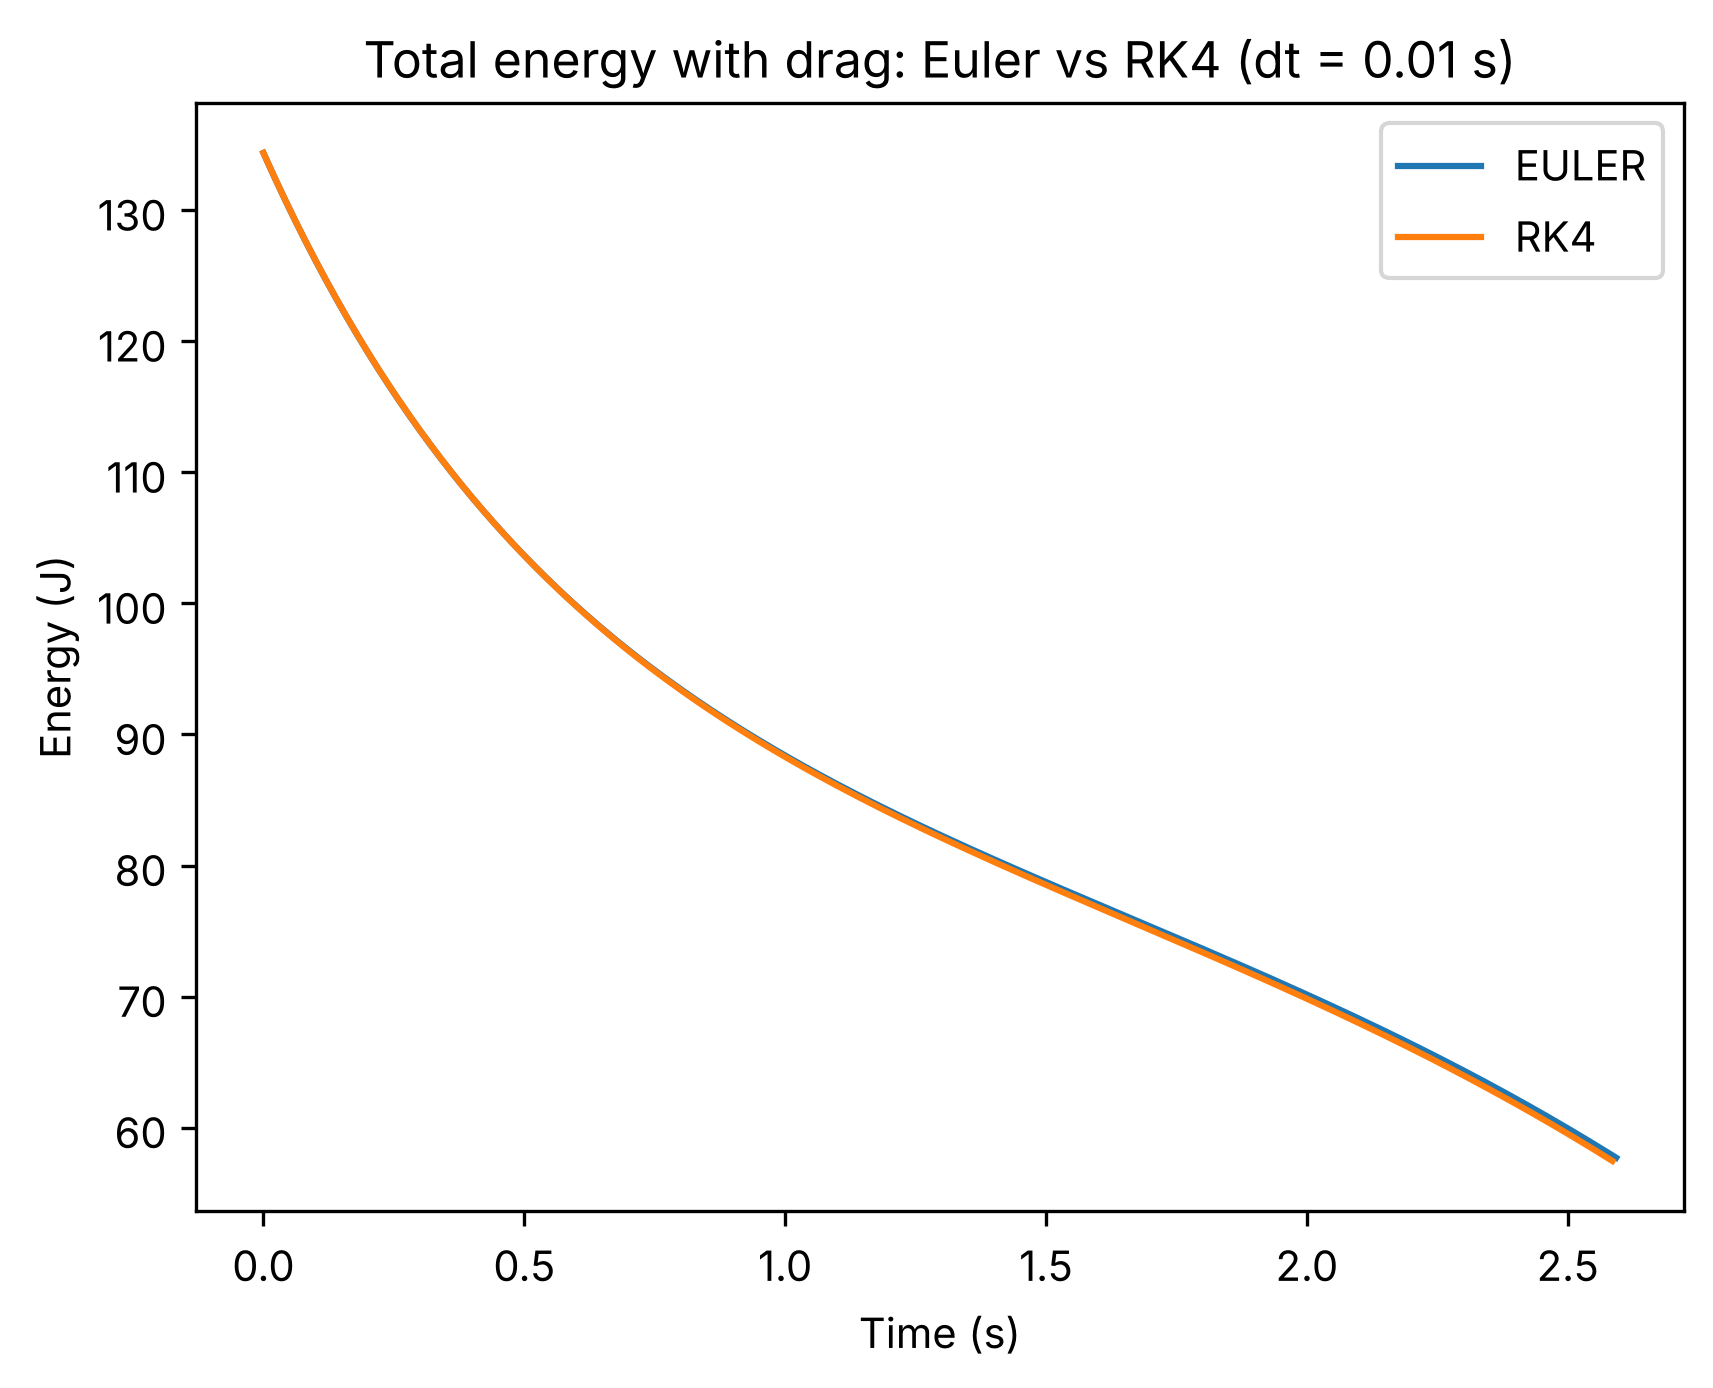 Total energy with drag: Euler vs RK4 (dt = 0.01 s)
EULER
RK4
Energy (J)
130
120
110
100
90
80
70
60
0.0 0.5 1.0 1.5 2.0 2.5
Time (s)